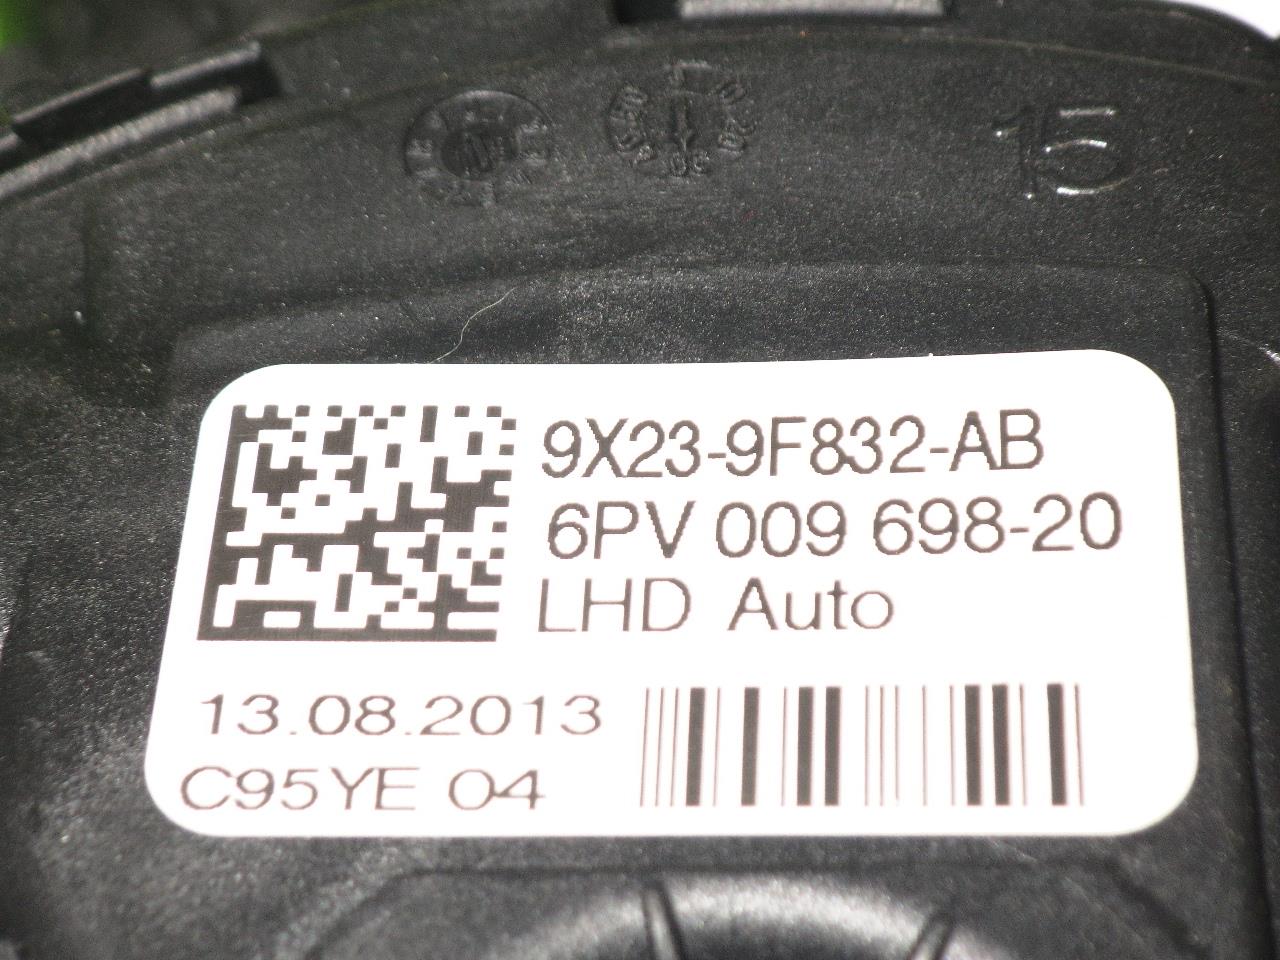 15
9X23-9F832-AB
6PV 009 698-20
LHD Auto
13.08.2013
C95YE 04